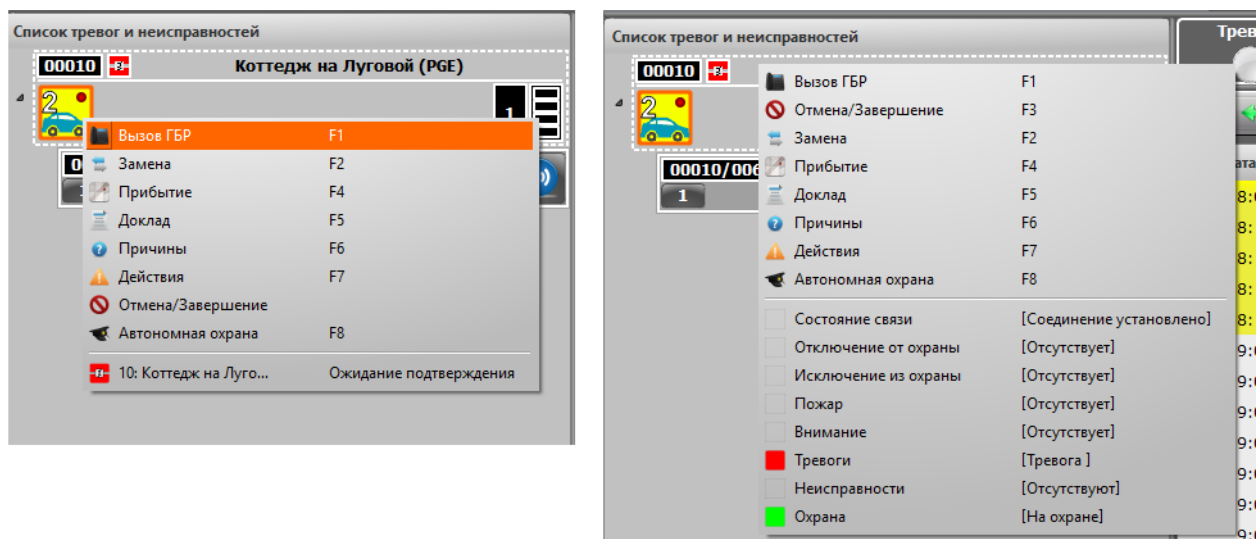 Список тревог и неисправностей
00010 Коттедж на Луговой (PGE)
2
1
Вызов ГБР F1
Замена F2
Прибытие F4
Доклад F5
Причины F6
Действия F7
Отмена/Завершение
Автономная охрана F8
10: Коттедж на Луго... Ожидание подтверждения
Список тревог и неисправностей
00010
2
00010/00
1
Вызов ГБР F1
Отмена/Завершение F3
Замена F2
Прибытие F4
Доклад F5
Причины F6
Действия F7
Автономная охрана F8
Состояние связи [Соединение установлено]
Отключение от охраны [Отсутствует]
Исключение из охраны [Отсутствует]
Пожар [Отсутствует]
Внимание [Отсутствует]
Тревоги [Тревога ]
Неисправности [Отсутствуют]
Охрана [На охране]
Трев